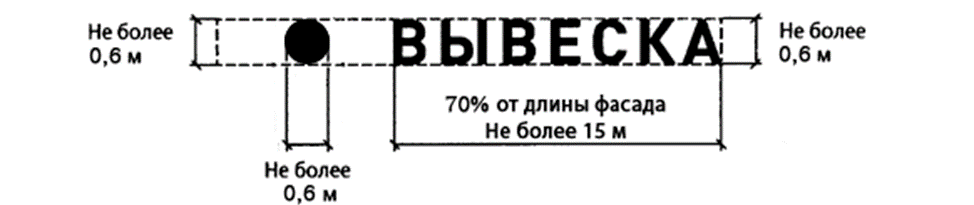 Не более
0,6 м
ВЫВЕСКА
Не более
0,6 м
70% от длины фасада
Не более 15 м
Не более
0,6 м